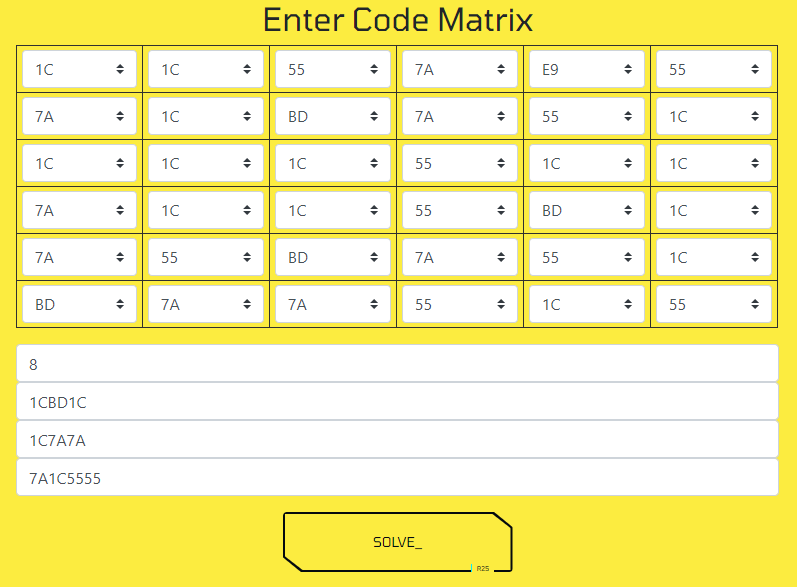 Enter Code Matrix
1C 1C 55 7A E9 55
7A 1C BD 7A 55 1C
1C 1C 1C 55 1C 1C
7A 1C 1C 55 BD 1C
7A 55 BD 7A 55 1C
BD 7A 7A 55 1C 55
8
1CBD1C
1C7A7A
7A1C5555
SOLVE_
R25